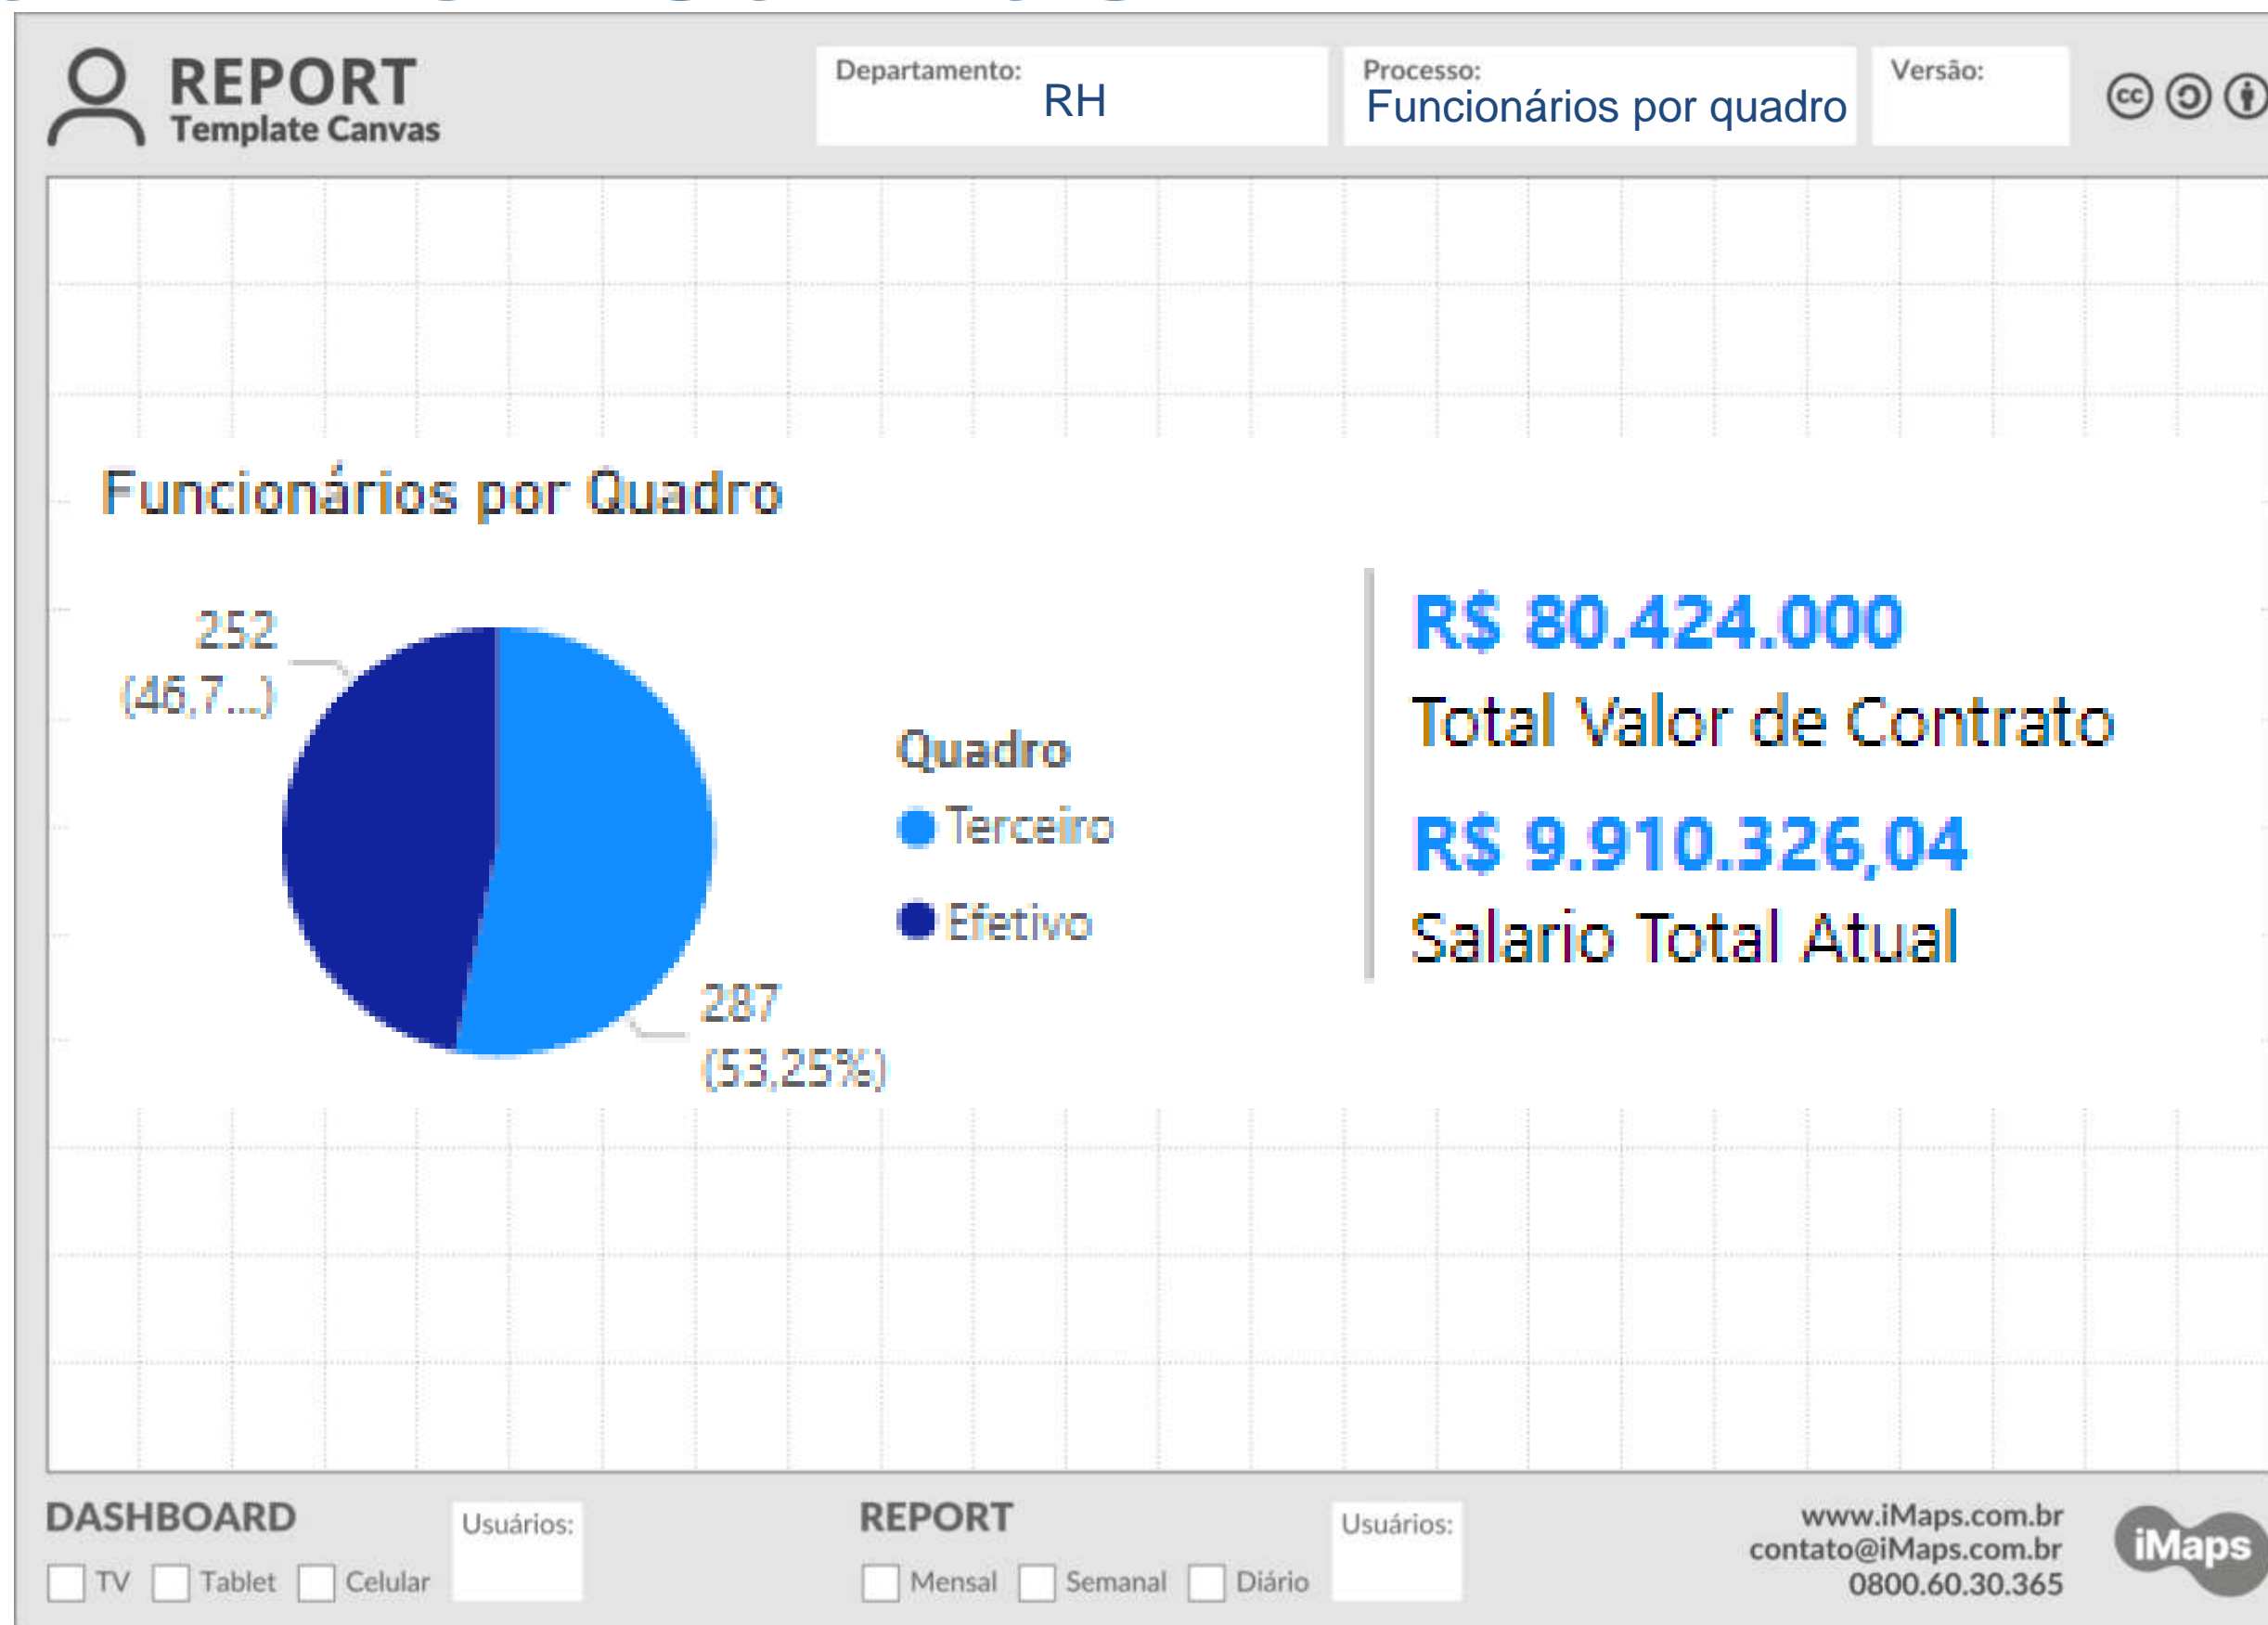 REPORT
Template Canvas
Departamento:
RH
Processo:
Funcionários por quadro
Versão:
cc
Funcionários por Quadro
252
(46,7...)
287
(53,25%)
Quadro
Terceiro
Efetivo
R$ 80.424.000
Total Valor de Contrato
R$ 9.910.326,04
Salario Total Atual
DASHBOARD
TV Tablet Celular
Usuários:
REPORT
Mensal Semanal Diário
Usuários:
www.iMaps.com.br
contato@iMaps.com.br
0800.60.30.365
iMaps